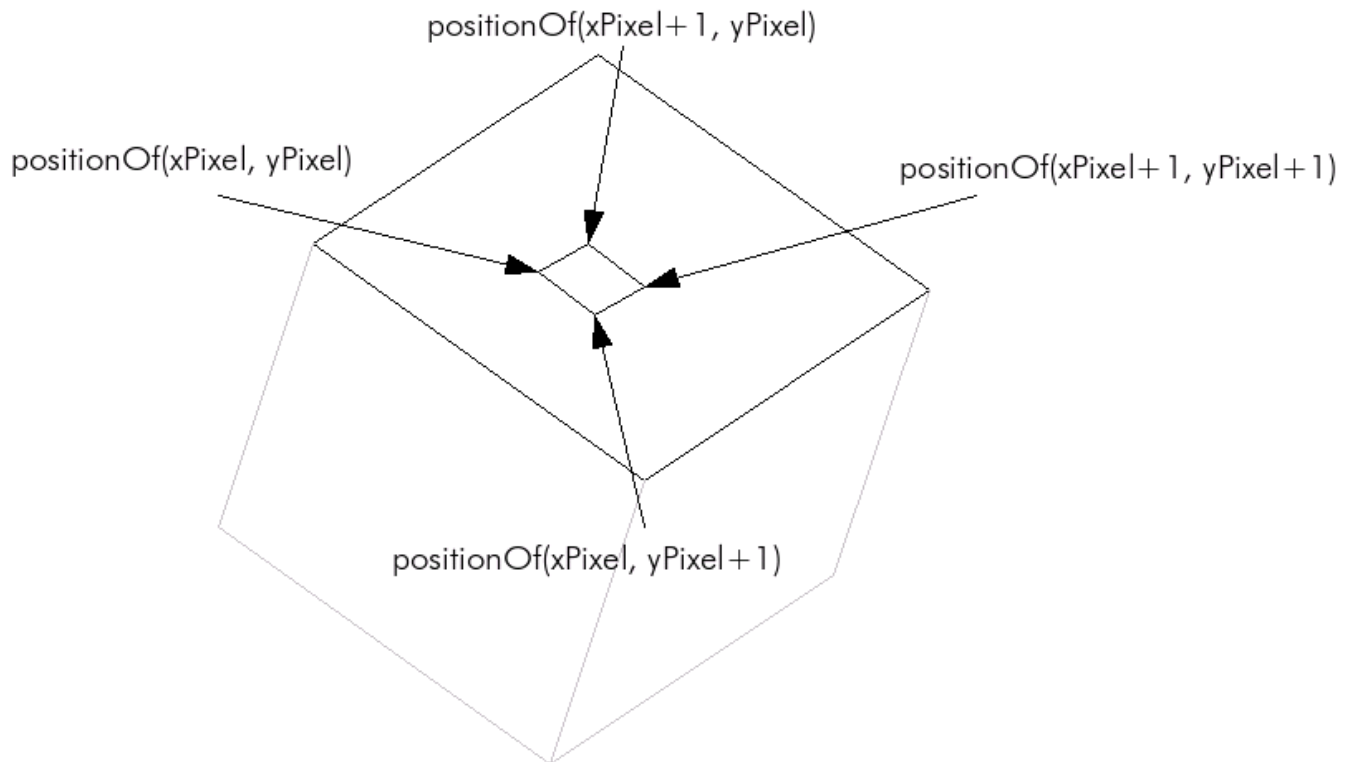 positionOf(xPixel+1, yPixel)
positionOf(xPixel, yPixel)
positionOf(xPixel+1, yPixel+1)
positionOf(xPixel, yPixel+1)